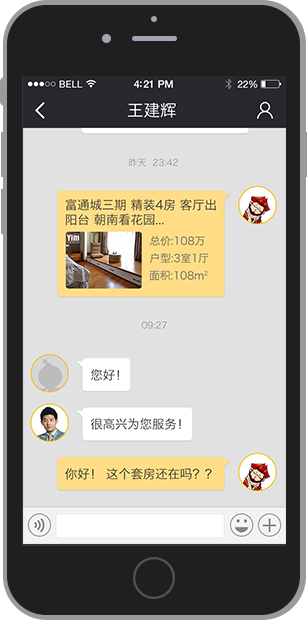 BELL
4:21 PM
22%
王建辉
昨天 23:42
富通城三期 精装4房 客厅出
阳台 朝南看花园...
Yim
总价:108万
户型:3室1厅
面积:108m²
09:27
您好！
很高兴为您服务！
你好！ 这个套房还在吗？？